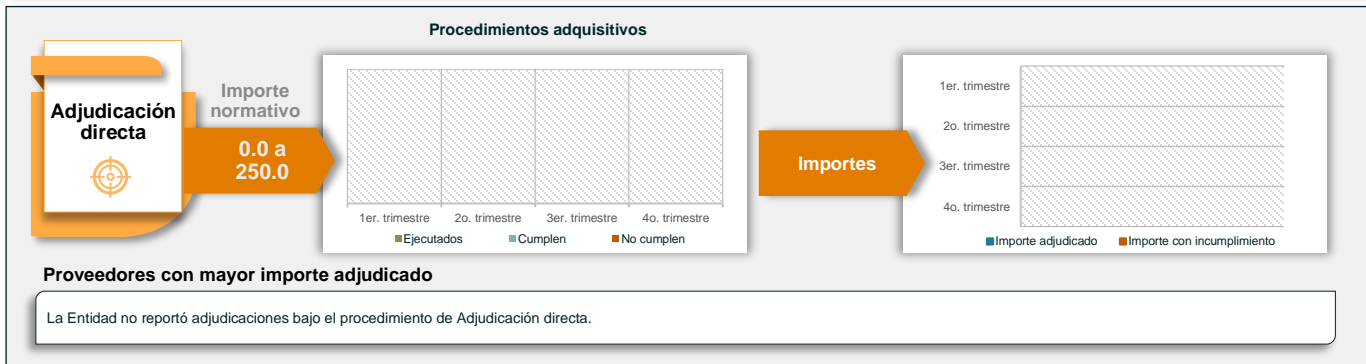 Procedimientos adquisitivos
Adjudicación
directa
Importe
normativo
0.0 a
250.0
1er. trimestre 2o. trimestre 3er. trimestre 4o. trimestre
Ejecutados Cumplen No cumplen
Importes
1er. trimestre
2o. trimestre
3er. trimestre
4o. trimestre
Importe adjudicado Importe con incumplimiento
Proveedores con mayor importe adjudicado
La Entidad no reportó adjudicaciones bajo el procedimiento de Adjudicación directa.